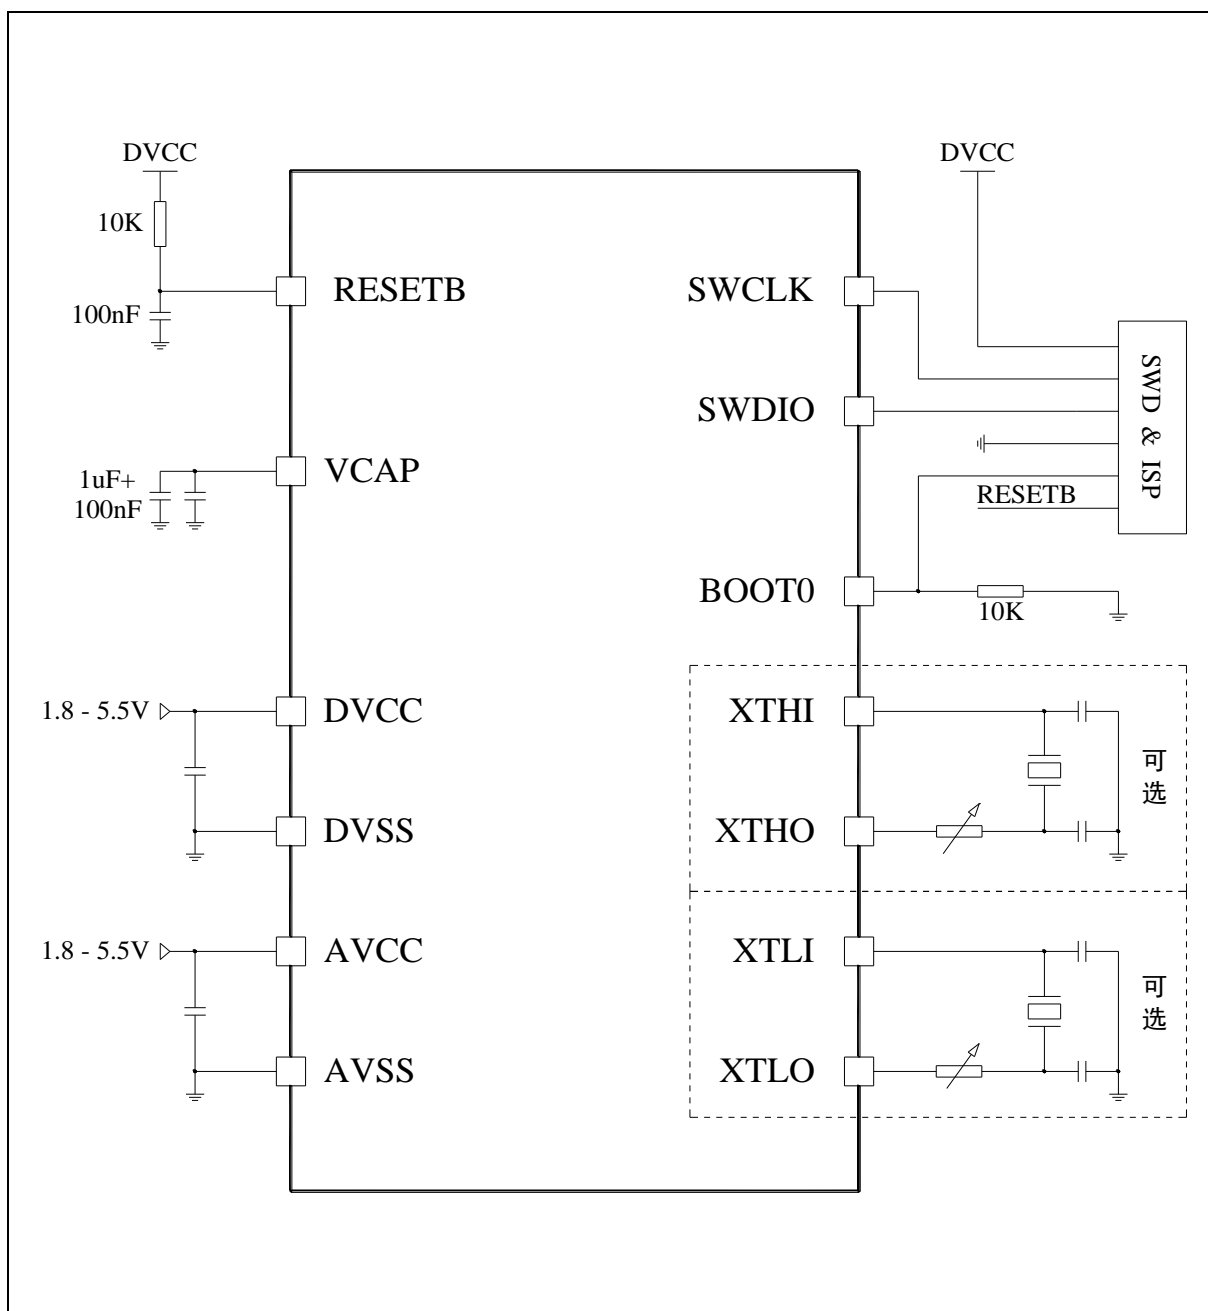 DVCC
10K
RESETB
100nF
VCAP
1uF+
100nF
1.8 - 5.5V
DVCC
DVSS
1.8 - 5.5V
AVCC
AVSS
DVCC
SWCLK
SWDIO
SWD & ISP
RESETB
BOOT0
10K
XTHI
可选
XTHO
XTLI
可选
XTLO